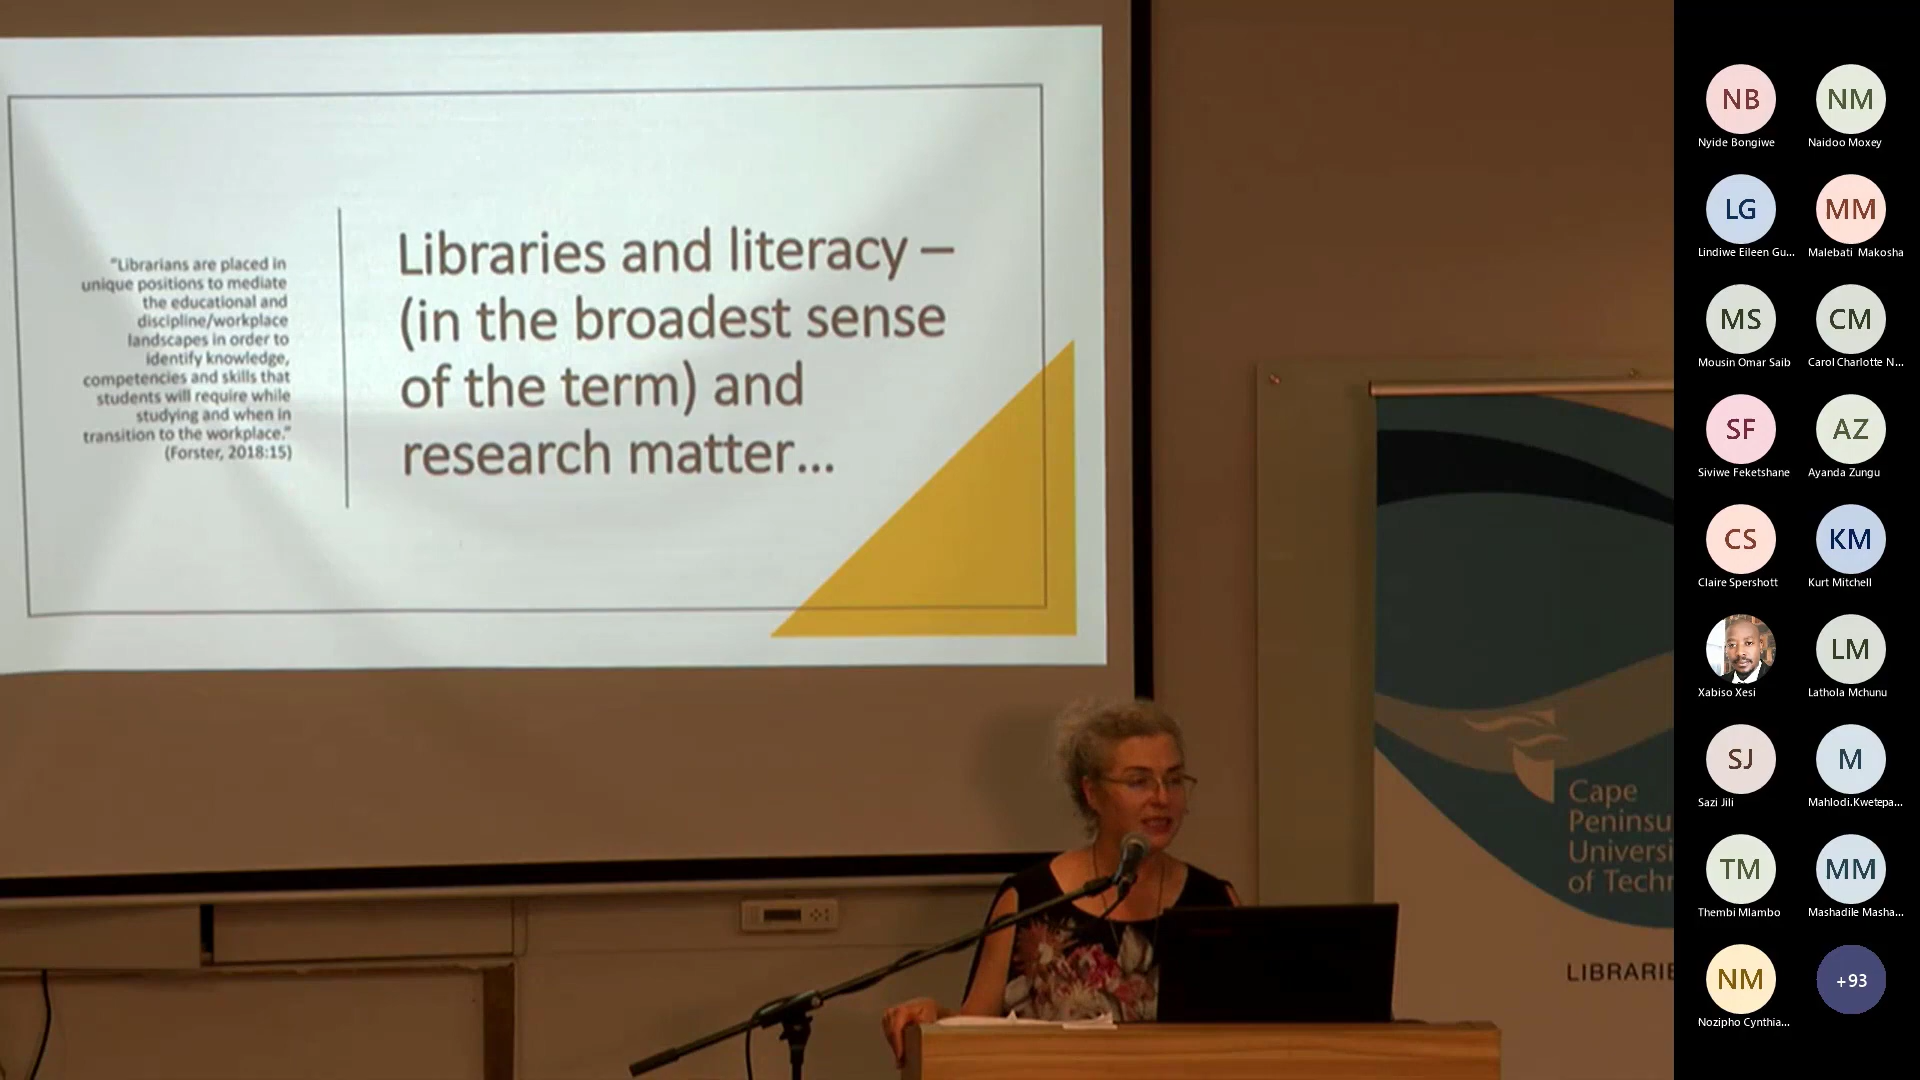 "Librarians are placed in
unique positions to mediate
the educational and
discipline/workplace
landscapes in order to
identify knowledge,
competencies and skills that
students will require while
studying and when in
transition to the workplace."
(Forster, 2018:15)
Libraries and literacy –
(in the broadest sense
of the term) and
research matter...
Cape
Peninsu
Universi
of Techn
LIBRARIE
NB
Nyide Bongiwe
NM
Naidoo Moxey
LG
Lindiwe Eileen Gu...
MM
Malebati Makosha
MS
Mousin Omar Saib
CM
Carol Charlotte N...
SF
Siviwe Feketshane
AZ
Ayanda Zungu
CS
Claire Spershott
KM
Kurt Mitchell
Xabiso Xesi
LM
Lathola Mchunu
SJ
Sazi Jili
M
Mahlodi.Kwetepa...
TM
Thembi Mlambo
MM
Mashadile Masha...
NM
Nozipho Cynthia...
+93